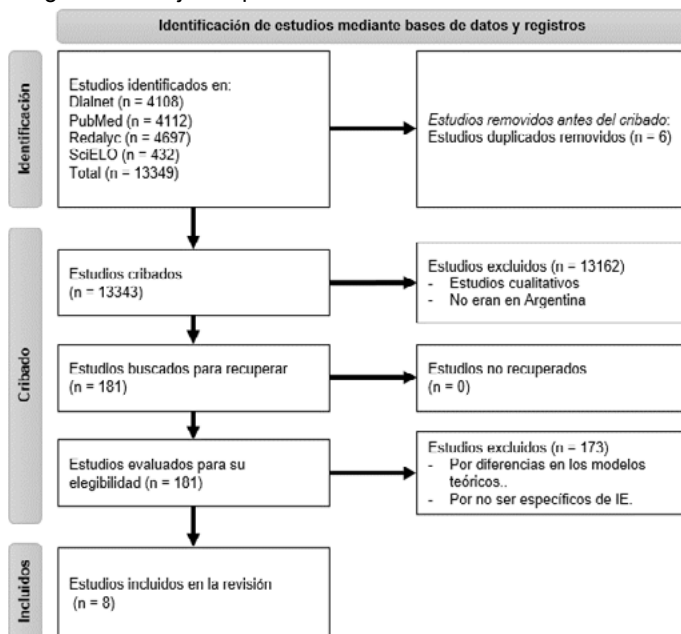 Identificación de estudios mediante bases de datos y registros
Identificación
Estudios identificados en:
Dialnet (n = 4108)
PubMed (n = 4112)
Redalyc (n = 4697)
SciELO (n = 432)
Total (n = 13349)
Estudios removidos antes del cribado:
Estudios duplicados removidos (n = 6)
Cribado
Estudios cribados
(n = 13343)
Estudios excluidos (n = 13162)
- Estudios cualitativos
- No eran en Argentina
Estudios buscados para recuperar
(n = 181)
Estudios no recuperados
(n = 0)
Estudios evaluados para su
elegibilidad (n = 181)
Estudios excluidos (n = 173)
- Por diferencias en los modelos
teóricos..
- Por no ser específicos de IE.
Incluidos
Estudios incluidos en la revisión
(n = 8)